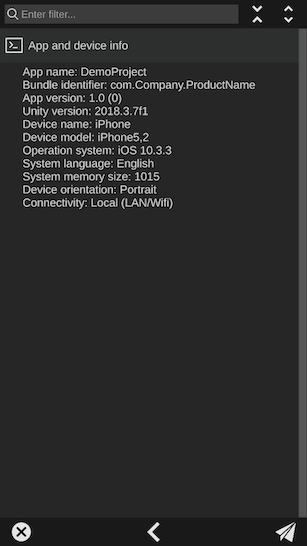 Enter filter...
App and device info
App name: DemoProject
Bundle identifier: com.Company.ProductName
App version: 1.0 (0)
Unity version: 2018.3.7f1
Device name: iPhone
Device model: iPhone5,2
Operation system: iOS 10.3.3
System language: English
System memory size: 1015
Device orientation: Portrait
Connectivity: Local (LAN/Wifi)